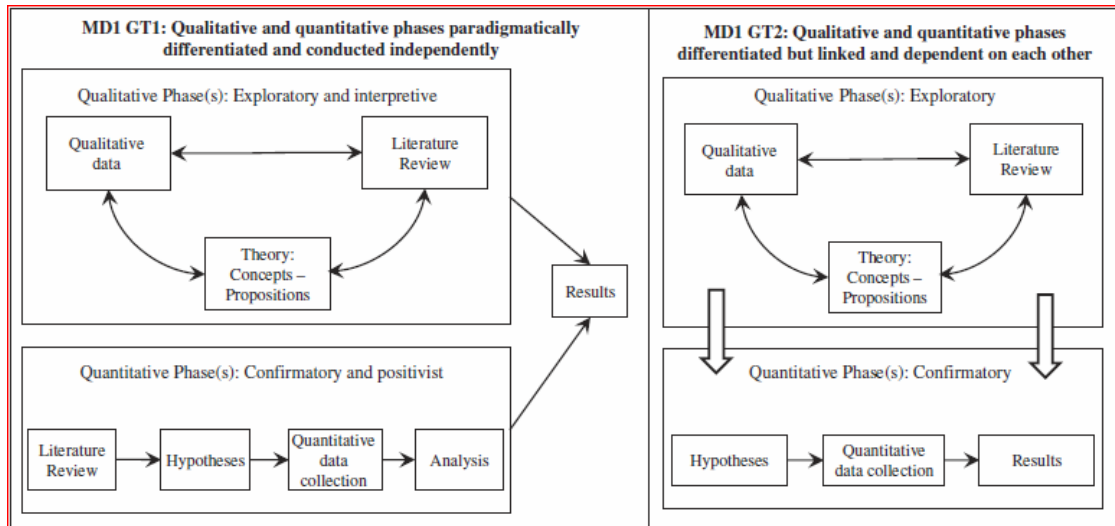 MD1 GT1: Qualitative and quantitative phases paradigmatically
differentiated and conducted independently
Qualitative Phase(s): Exploratory and interpretive
Qualitative
data
Literature
Review
Theory:
Concepts –
Propositions
Results
Quantitative Phase(s): Confirmatory and positivist
Literature
Review
Hypotheses
Quantitative
data
collection
Analysis
MD1 GT2: Qualitative and quantitative phases
differentiated but linked and dependent on each other
Qualitative Phase(s): Exploratory
Qualitative
data
Literature
Review
Theory:
Concepts –
Propositions
Quantitative Phase(s): Confirmatory
Hypotheses
Quantitative
data collection
Results